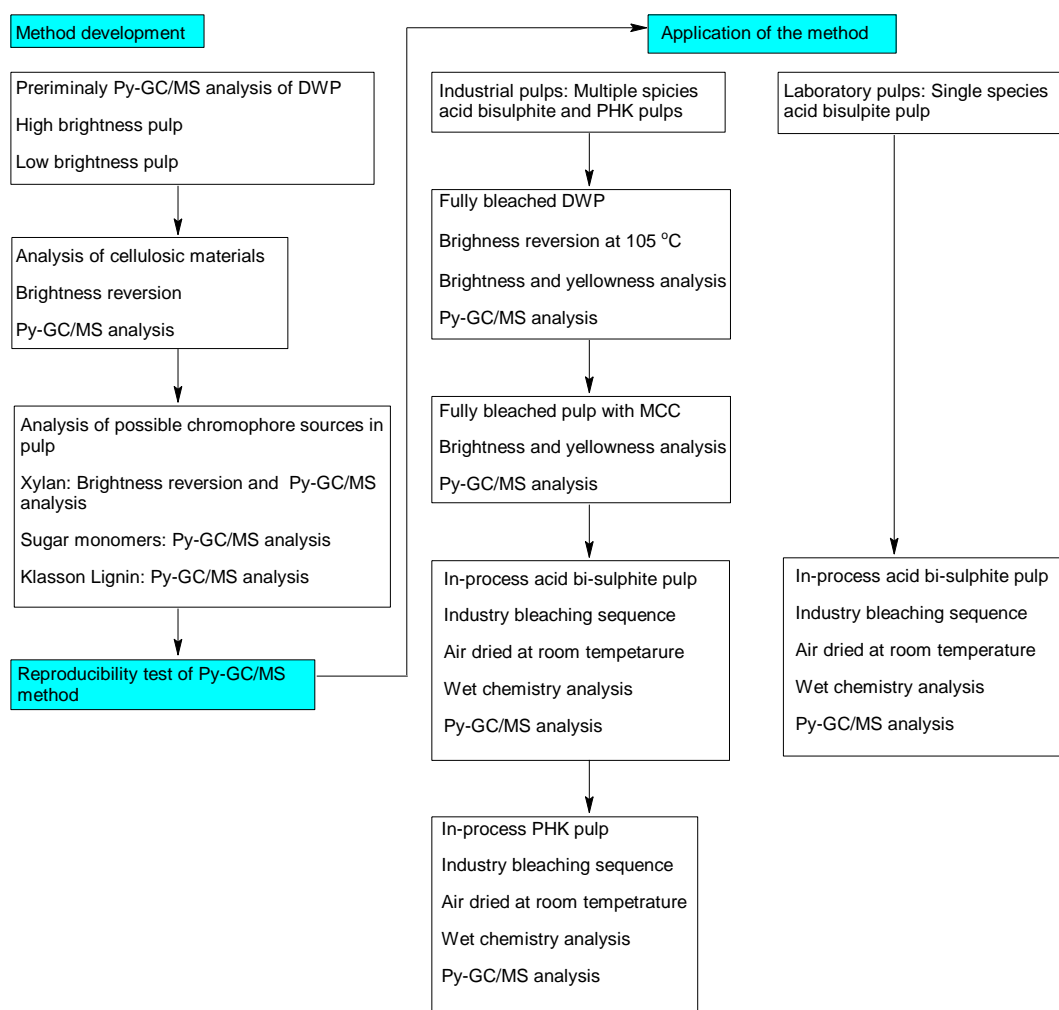 Method development
Preriminaly Py-GC/MS analysis of DWP
High brightness pulp
Low brightness pulp
Analysis of cellulosic materials
Brightness reversion
Py-GC/MS analysis
Analysis of possible chromophore sources in
pulp
Xylan: Brightness reversion and Py-GC/MS
analysis
Sugar monomers: Py-GC/MS analysis
Klasson Lignin: Py-GC/MS analysis
Reproducibility test of Py-GC/MS
method
Application of the method
Industrial pulps: Multiple spicies
acid bisulphite and PHK pulps
Fully bleached DWP
Brighness reversion at 105 °C
Brightness and yellowness analysis
Py-GC/MS analysis
Fully bleached pulp with MCC
Brightness and yellowness analysis
Py-GC/MS analysis
In-process acid bi-sulphite pulp
Industry bleaching sequence
Air dried at room tempetarure
Wet chemistry analysis
Py-GC/MS analysis
In-process PHK pulp
Industry bleaching sequence
Air dried at room tempetrature
Wet chemistry analysis
Py-GC/MS analysis
Laboratory pulps: Single species
acid bisulpite pulp
In-process acid bi-sulphite pulp
Industry bleaching sequence
Air dried at room temperature
Wet chemistry analysis
Py-GC/MS analysis